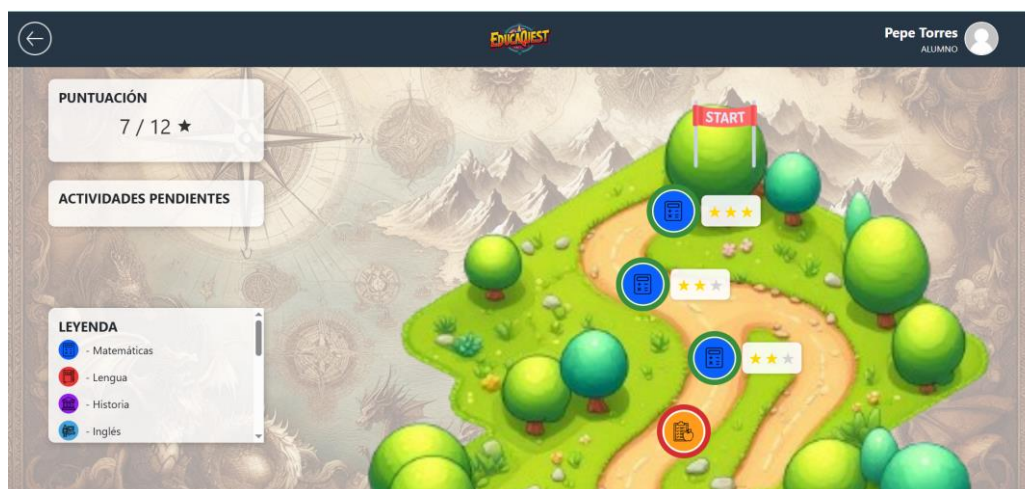 EDUCAQUEST
Pepe Torres
ALUMNO
PUNTUACIÓN
7 / 12 ★
ACTIVIDADES PENDIENTES
LEYENDA
- Matemáticas
- Lengua
- Historia
- Inglés
START